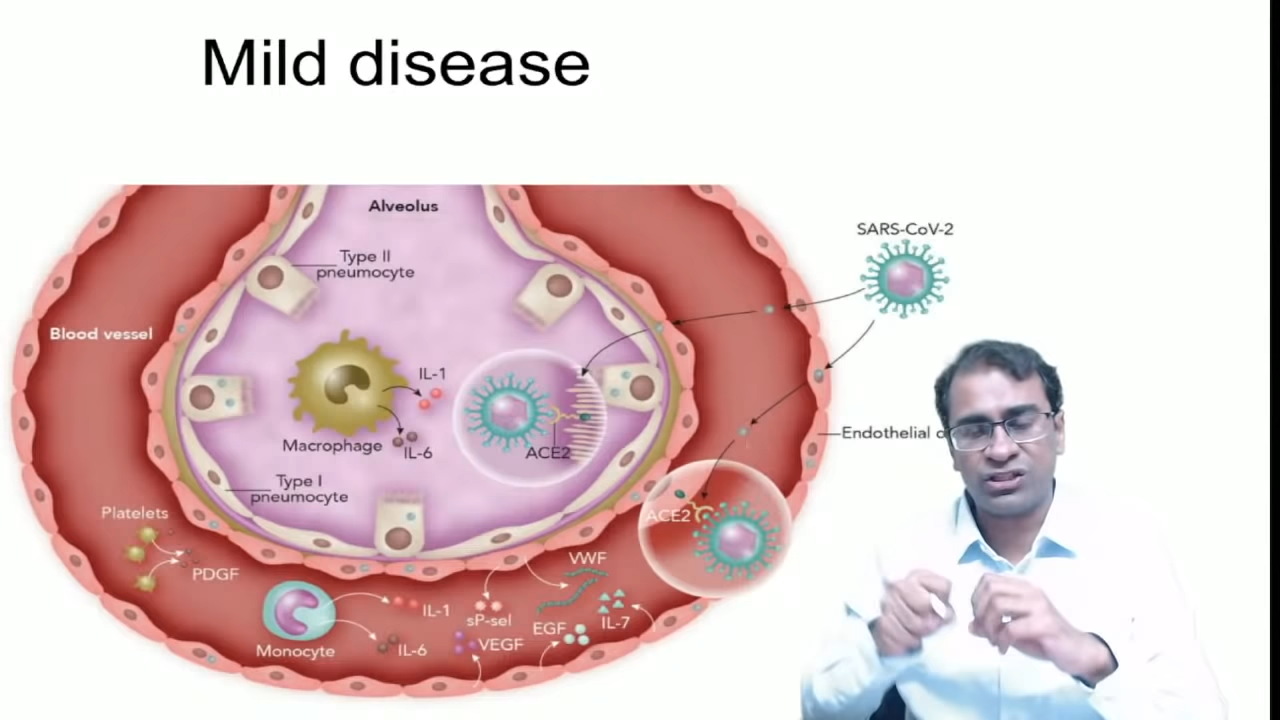 Mild disease
Alveolus
SARS-CoV-2
Type II
pneumocyte
Blood vessel
IL-1
Macrophage
IL-6
ACE2
Endothelial
Type I
pneumocyte
Platelets
PDGF
ACE2
VWF
IL-1
sP-sel
EGF
IL-7
Monocyte
IL-6
VEGF